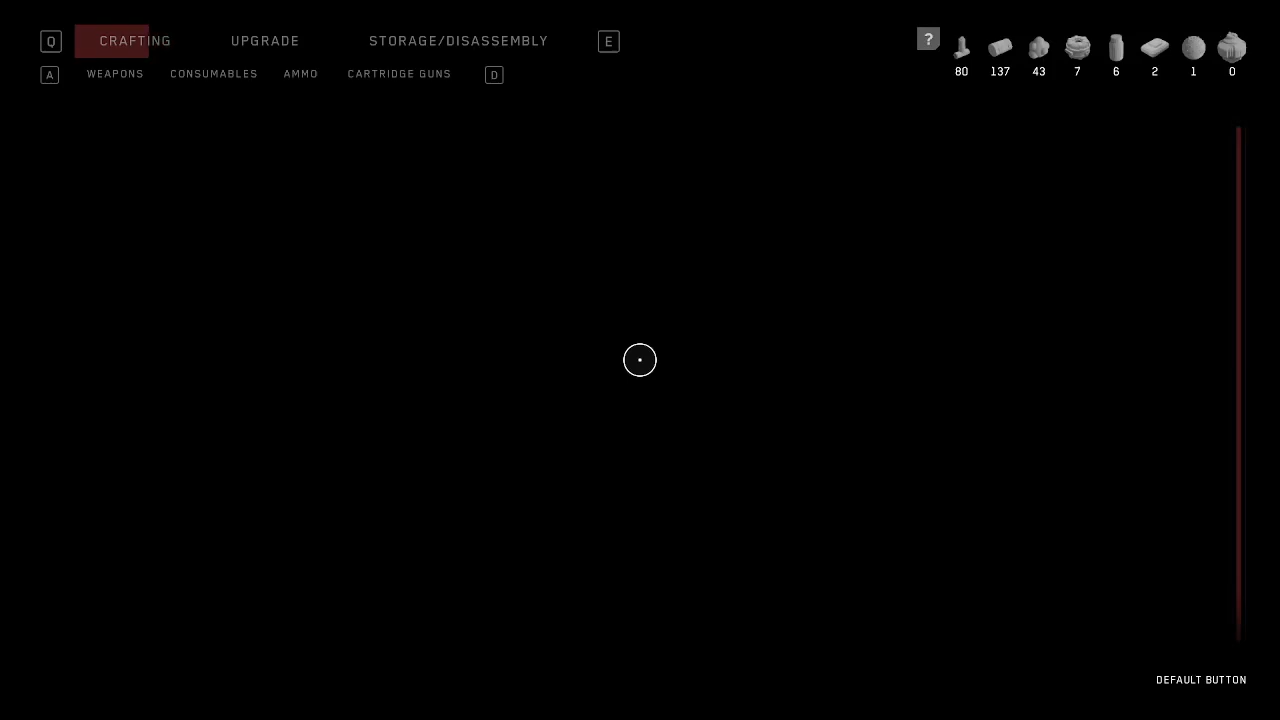 Q CRAFTING UPGRADE STORAGE/DISASSEMBLY E ?
A WEAPONS CONSUMABLES AMMO CARTRIDGE GUNS D
80 137 43 7 6 2 1 0
DEFAULT BUTTON